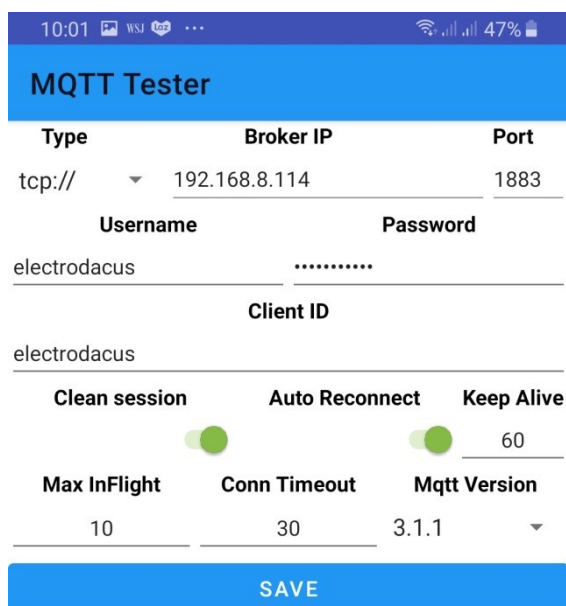 10:01 WSJ LOZ ... 47%
MQTT Tester
Type Broker IP Port
tcp:// 192.168.8.114 1883
Username Password
electrodacus •••••••••••
Client ID
electrodacus
Clean session Auto Reconnect Keep Alive
60
Max InFlight Conn Timeout Mqtt Version
10 30 3.1.1
SAVE